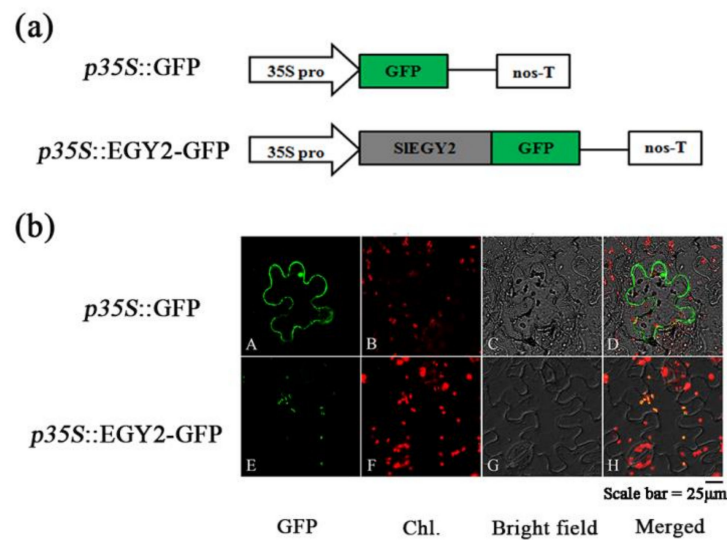 (a)
p35S::GFP
35S pro
GFP
nos-T
p35S::EGY2-GFP
35S pro
SlEGY2
GFP
nos-T
(b)
p35S::GFP
A
B
C
D
p35S::EGY2-GFP
E
F
G
H
Scale bar = 25μm
GFP
Chl.
Bright field
Merged